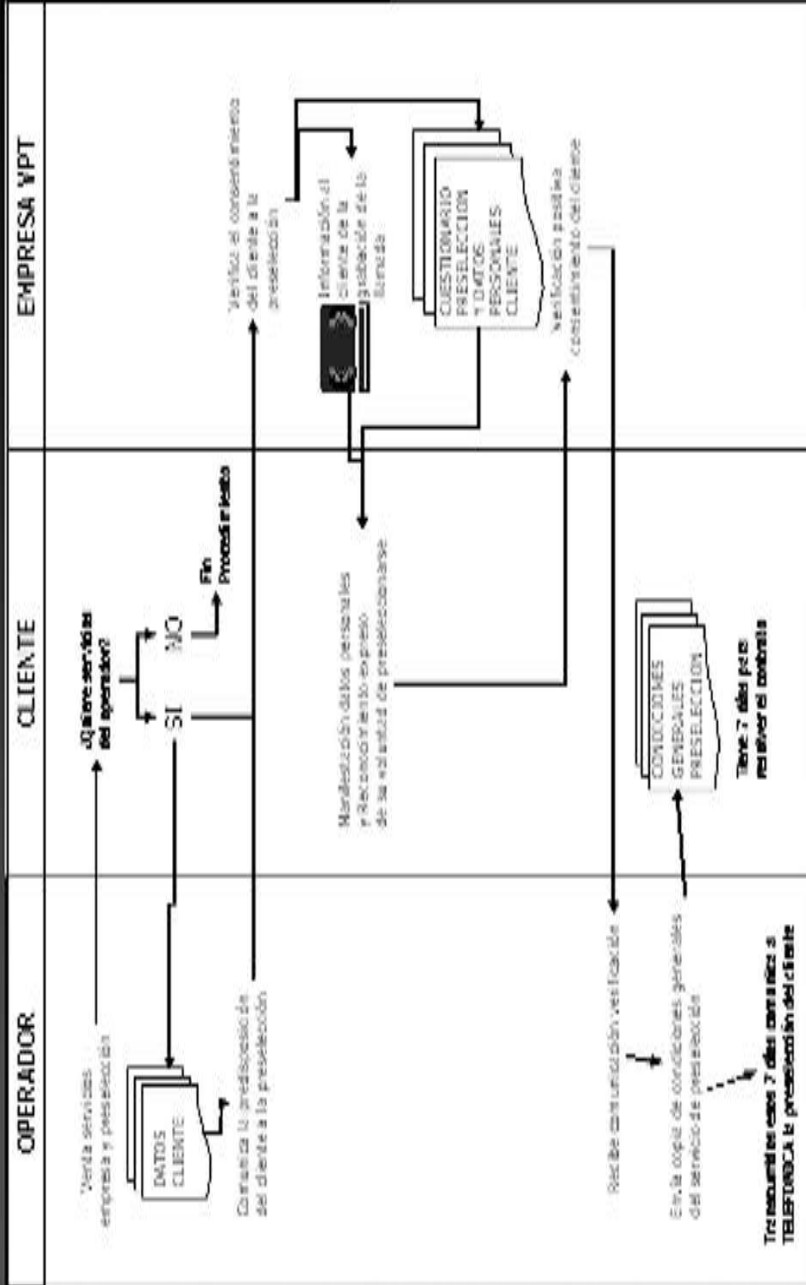 OPERADOR
CLIENTE
EMPRESA VPT
Venta servicios
empresa y preselección
¿Quiere servicios
del operador?
SI
NO
Fin
Procedimiento
DATOS
CLIENTE
Comunica la predisposición
del cliente a la preselección
Verifica el consentimiento
del cliente a la
preselección
Información al
cliente de la
grabación de la
llamada
CUESTIONARIO
PRESELECCION
Y DATOS
PERSONALES
CLIENTE
Manifestación datos personales
y Reconocimiento expreso
de su voluntad de preseleccionarse
Verificación positiva
consentimiento del cliente
Recibe comunicación verificación
Envía copia de condiciones generales
del servicio de preselección
CONDICIONES
GENERALES
PRESELECCION
Tiene 7 días para
resolver el contrato
Transcurridos esos 7 días comunica a
TELEFONICA la preselección del cliente